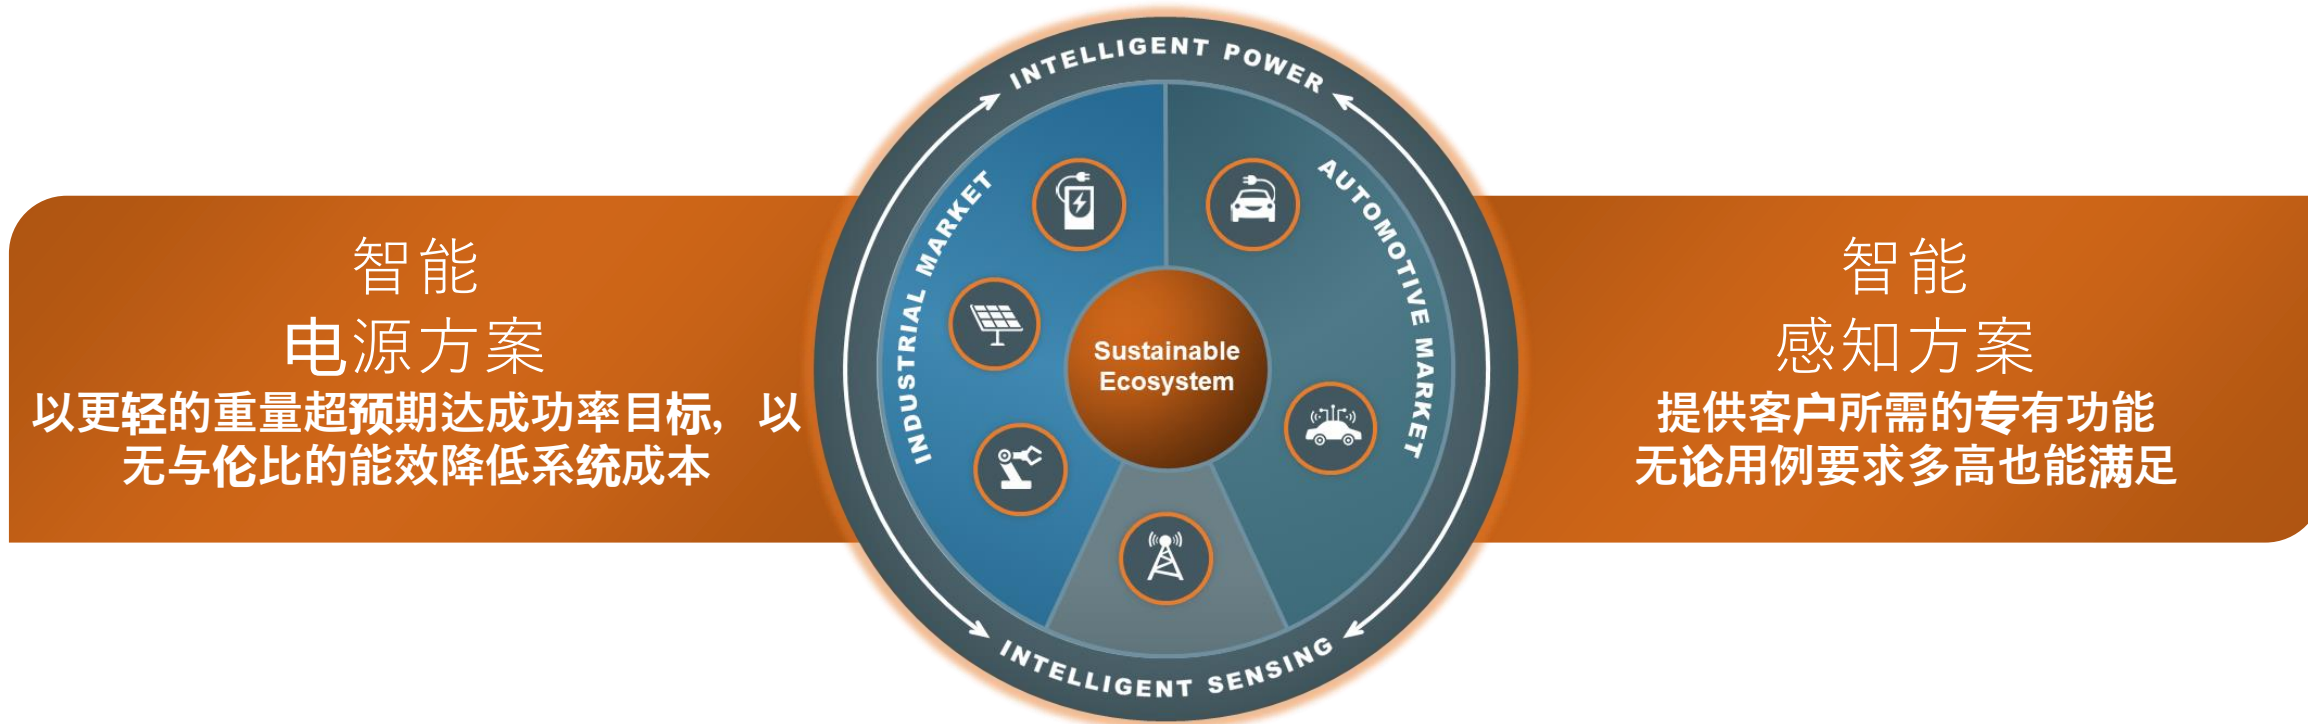 智能
电源方案
以更轻的重量超预期达成功率目标，以
无与伦比的能效降低系统成本
INTELLIGENT POWER
INDUSTRIAL MARKET
AUTOMOTIVE MARKET
Sustainable
Ecosystem
INTELLIGENT SENSING
智能
感知方案
提供客户所需的专有功能
无论用例要求多高也能满足